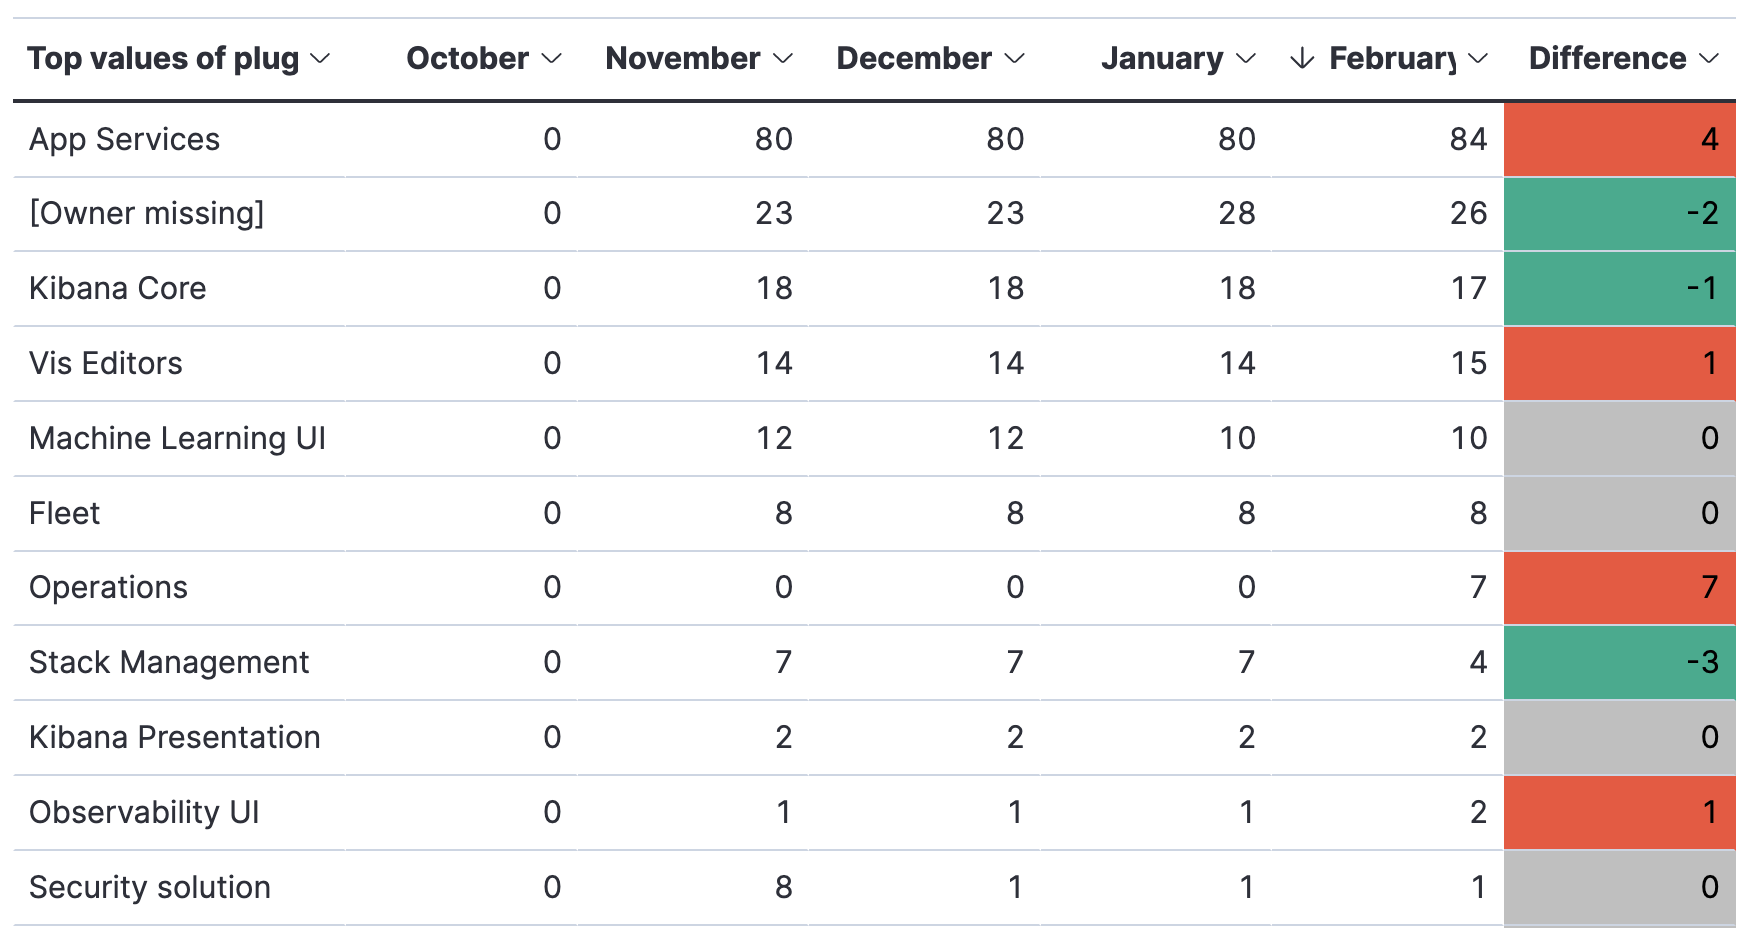 Top values of plug October November December January February Difference
App Services 0 80 80 80 84 4
[Owner missing] 0 23 23 28 26 -2
Kibana Core 0 18 18 18 17 -1
Vis Editors 0 14 14 14 15 1
Machine Learning UI 0 12 12 10 10 0
Fleet 0 8 8 8 8 0
Operations 0 0 0 0 7 7
Stack Management 0 7 7 7 4 -3
Kibana Presentation 0 2 2 2 2 0
Observability UI 0 1 1 1 2 1
Security solution 0 8 1 1 1 0